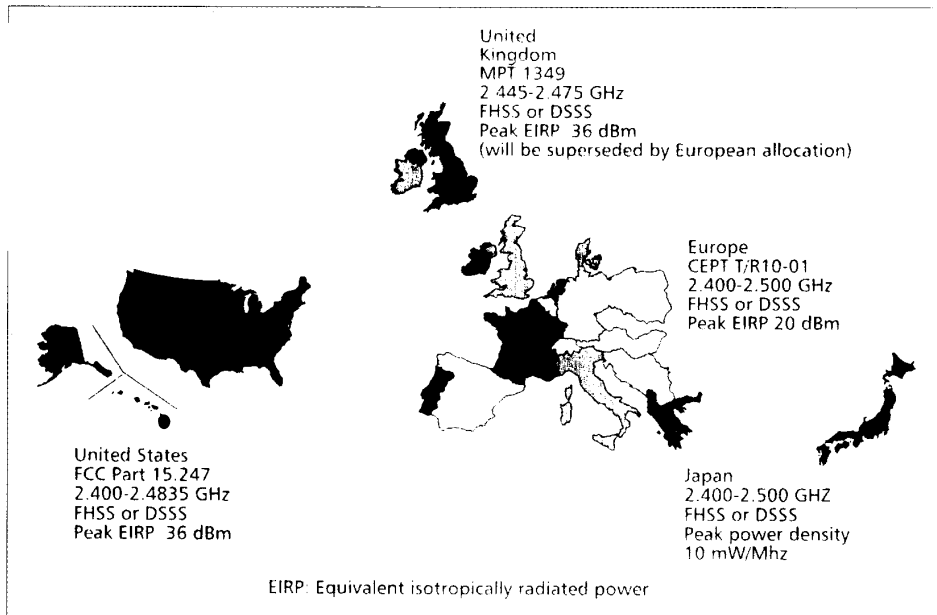 United
Kingdom
MPT 1349
2 445-2.475 GHz
FHSS or DSSS
Peak EIRP 36 dBm
(will be superseded by European allocation)
Europe
CEPT T/R10-01
2.400-2.500 GHz
FHSS or DSSS
Peak EIRP 20 dBm
United States
FCC Part 15.247
2.400-2.4835 GHz
FHSS or DSSS
Peak EIRP 36 dBm
Japan
2.400-2.500 GHZ
FHSS or DSSS
Peak power density
10 mW/Mhz
EIRP: Equivalent isotropically radiated power